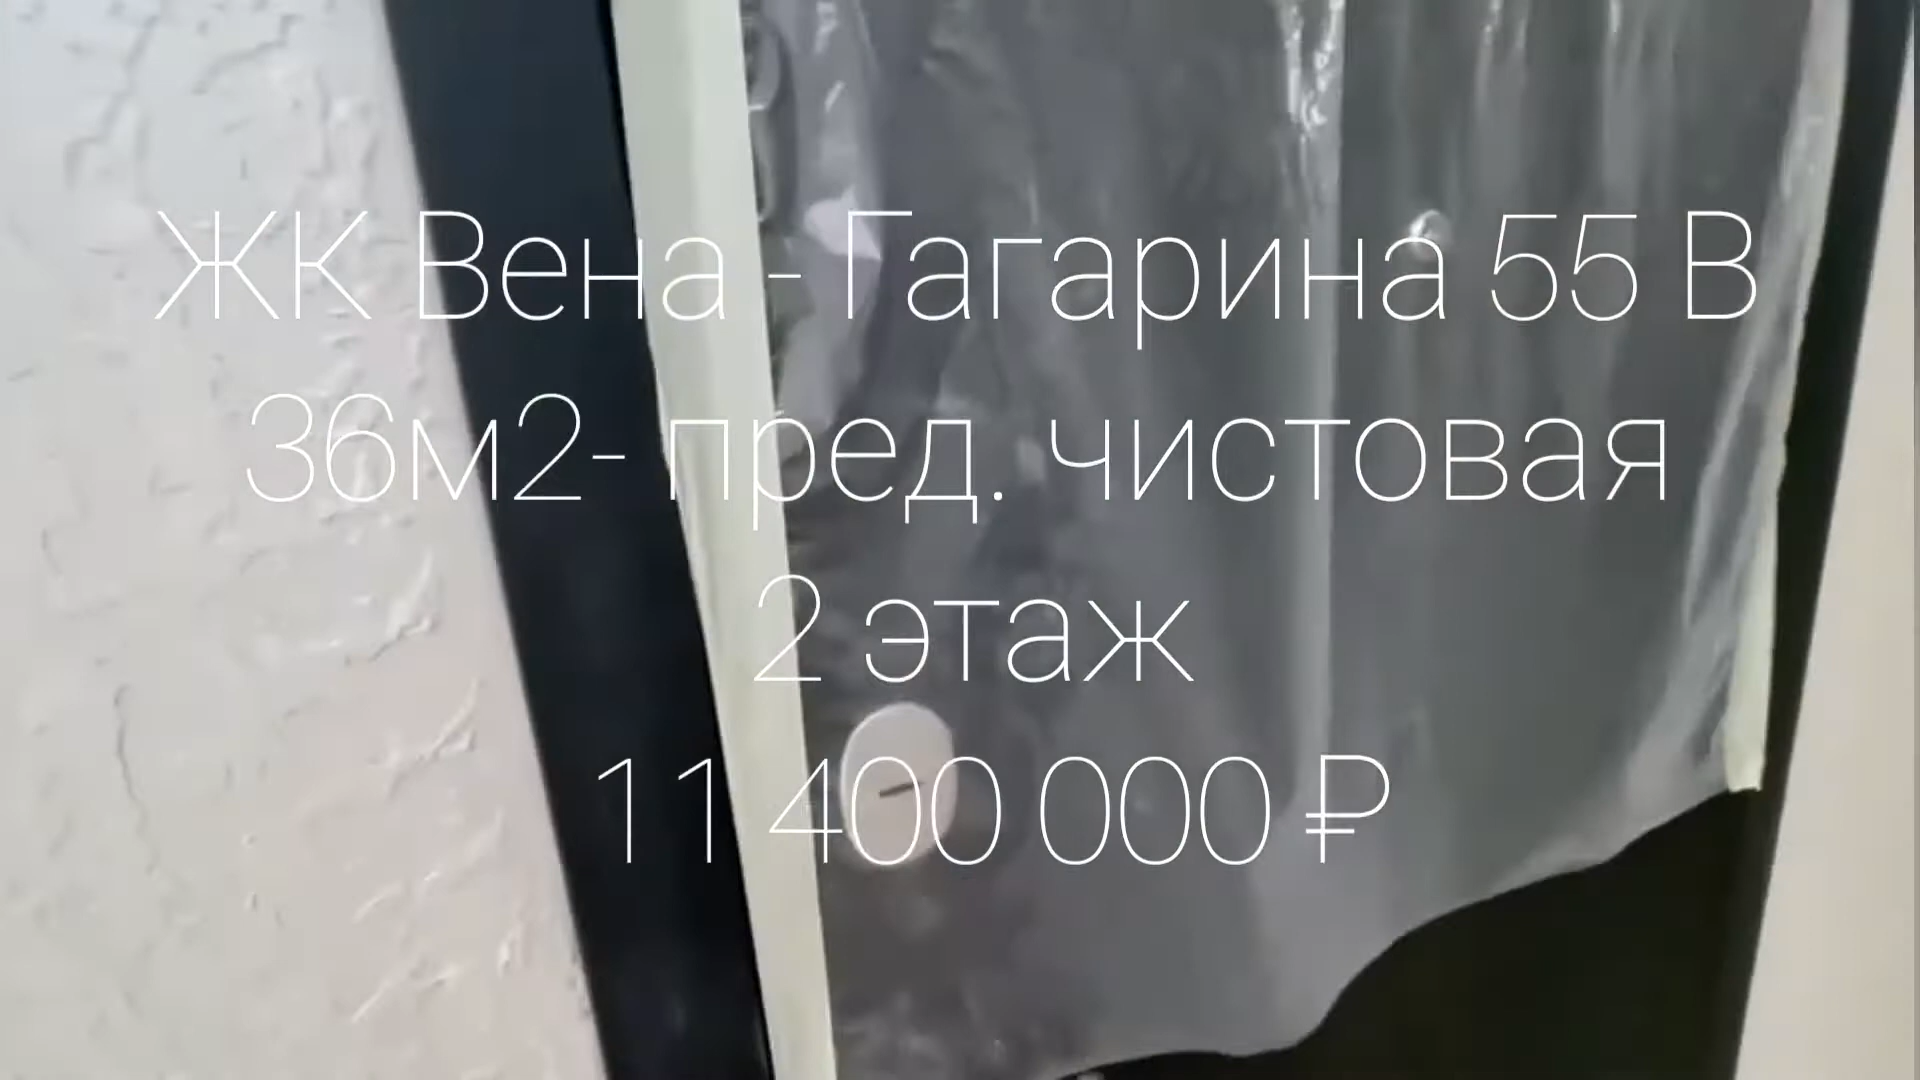 ЖК Вена - Гагарина 55 В
36м2- пред. чистовая
2 этаж
11 400 000 ₽